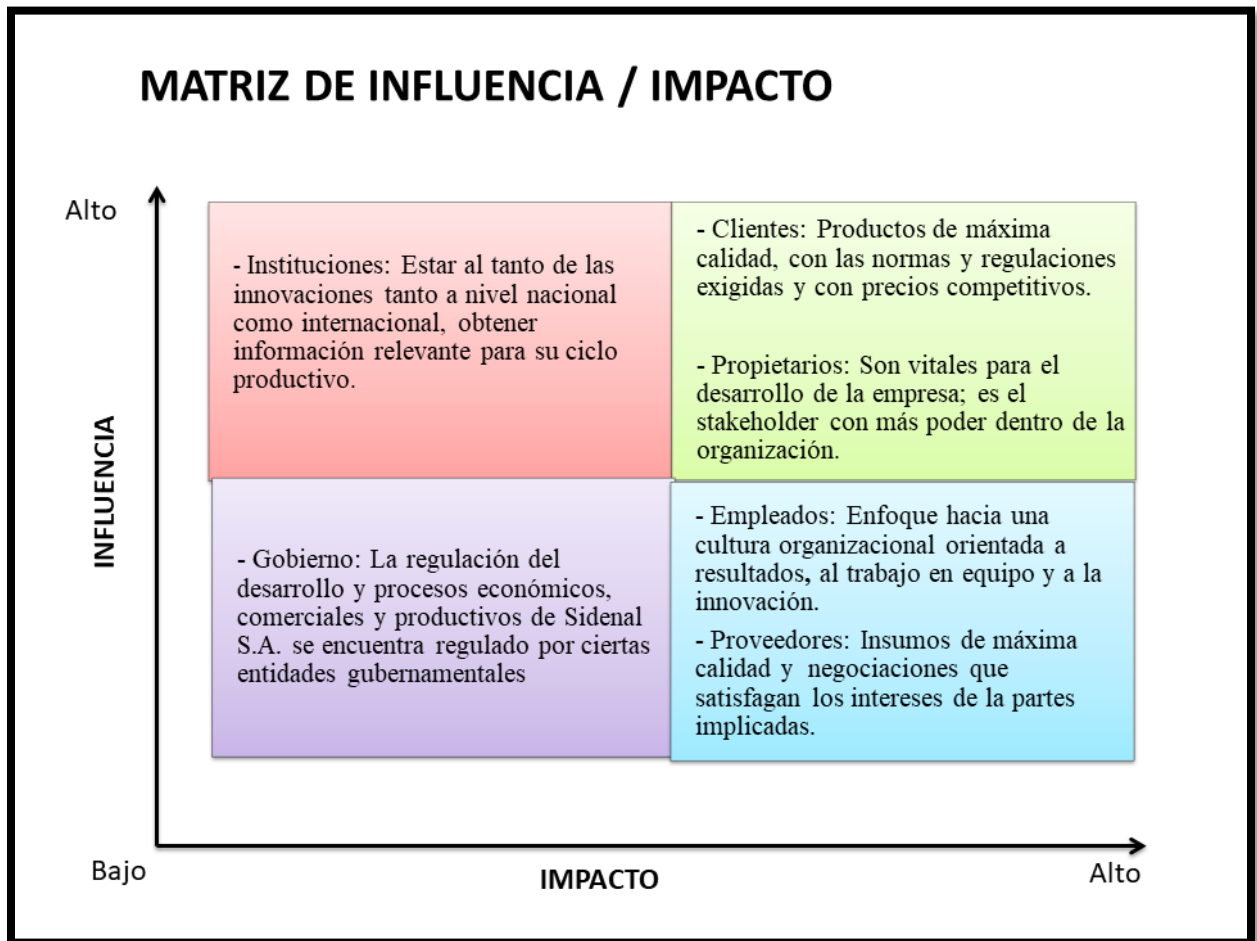 MATRIZ DE INFLUENCIA / IMPACTO
Alto
- Instituciones: Estar al tanto de las
innovaciones tanto a nivel nacional
como internacional, obtener
información relevante para su ciclo
productivo.
- Clientes: Productos de máxima
calidad, con las normas y regulaciones
exigidas y con precios competitivos.
- Propietarios: Son vitales para el
desarrollo de la empresa; es el
stakeholder con más poder dentro de la
organización.
INFLUENCIA
- Gobierno: La regulación del
desarrollo y procesos económicos,
comerciales y productivos de Sidenal
S.A. se encuentra regulado por ciertas
entidades gubernamentales
- Empleados: Enfoque hacia una
cultura organizacional orientada a
resultados, al trabajo en equipo y a la
innovación.
- Proveedores: Insumos de máxima
calidad y negociaciones que
satisfagan los intereses de la partes
implicadas.
Bajo
IMPACTO
Alto